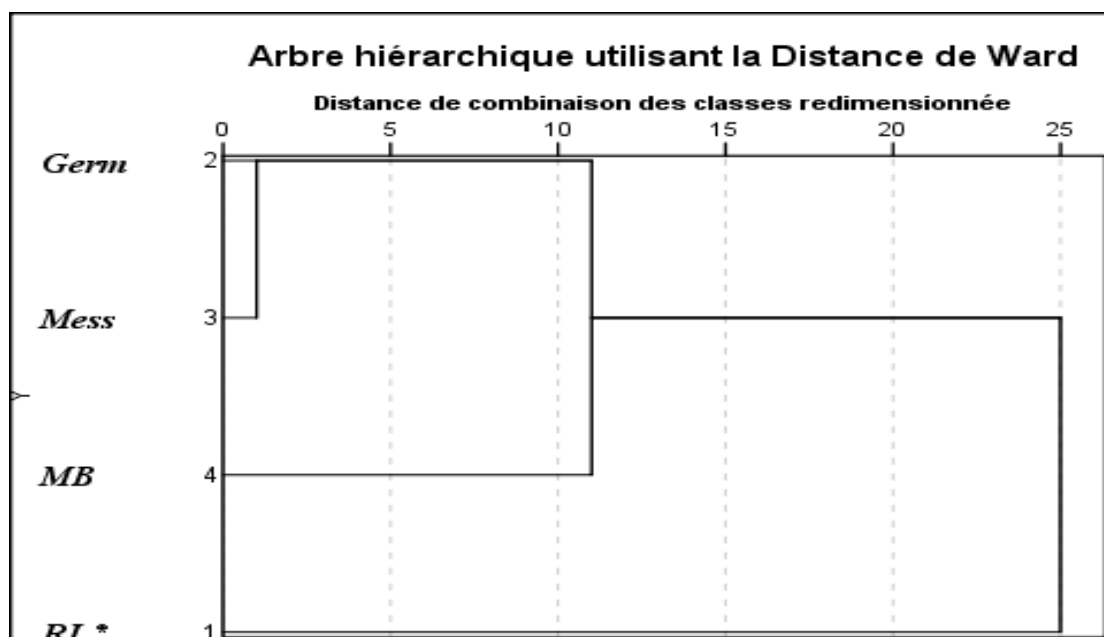 Arbre hiérarchique utilisant la Distance de Ward
Distance de combinaison des classes redimensionnée
0 5 10 15 20 25
Germ 2
Mess 3
Y
MB 4
1